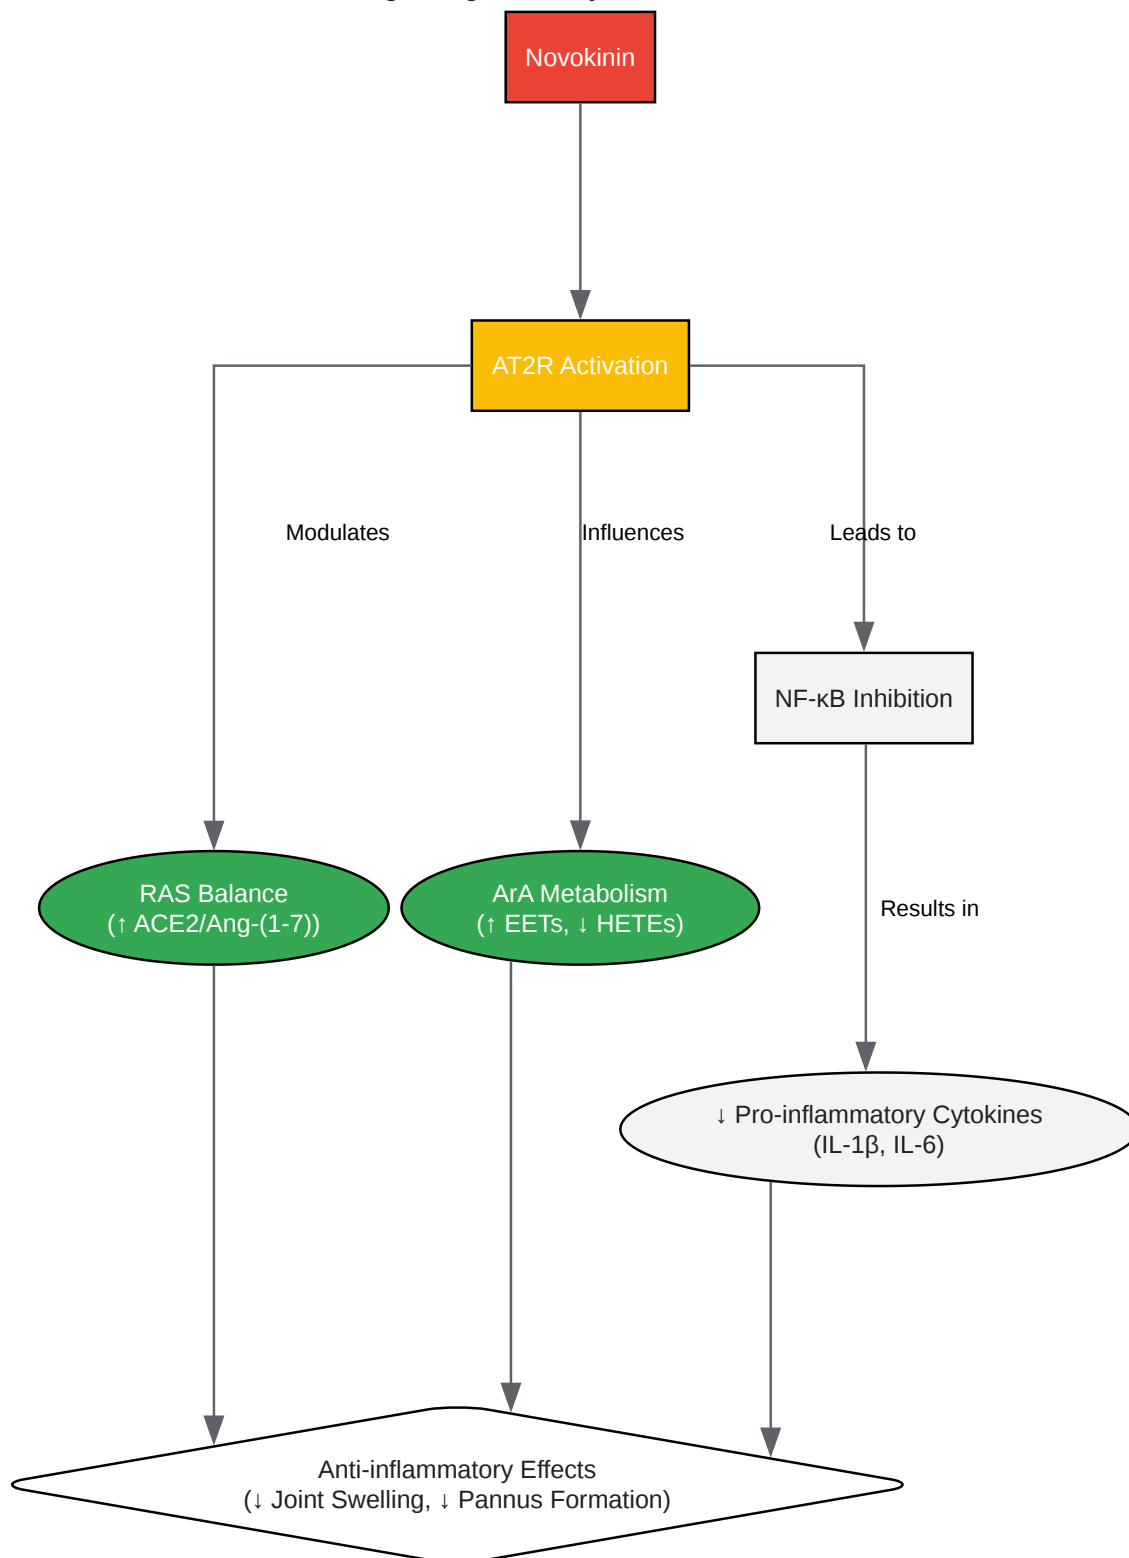 Novokinin
AT2R Activation
Modulates
Influences
Leads to
NF-κB Inhibition
RAS Balance
(↑ ACE2/Ang-(1-7))
ArA Metabolism
(↑ EETs, ↓ HETEs)
Results in
↓ Pro-inflammatory Cytokines
(IL-1β, IL-6)
Anti-inflammatory Effects
(↓ Joint Swelling, ↓ Pannus Formation)